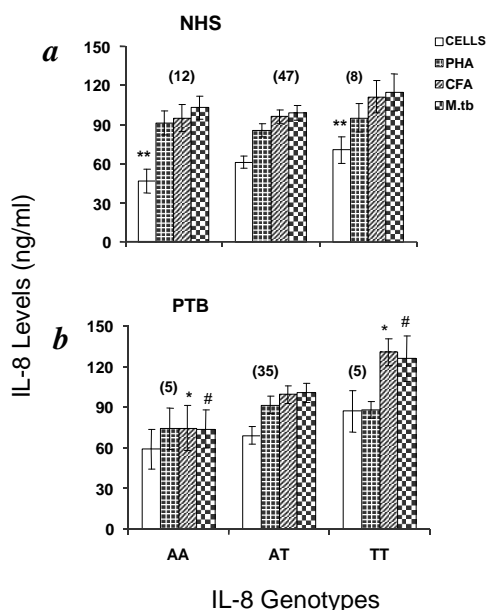 NHS
a
CELLS
PHA
CFA
M.tb
150
120
90
60
30
0
(12)
(47)
(8)
**
**
IL-8 Levels (ng/ml)
PTB
b
150
120
90
60
30
0
(5)
(35)
(5)
*
#
*
#
AA
AT
TT
IL-8 Genotypes